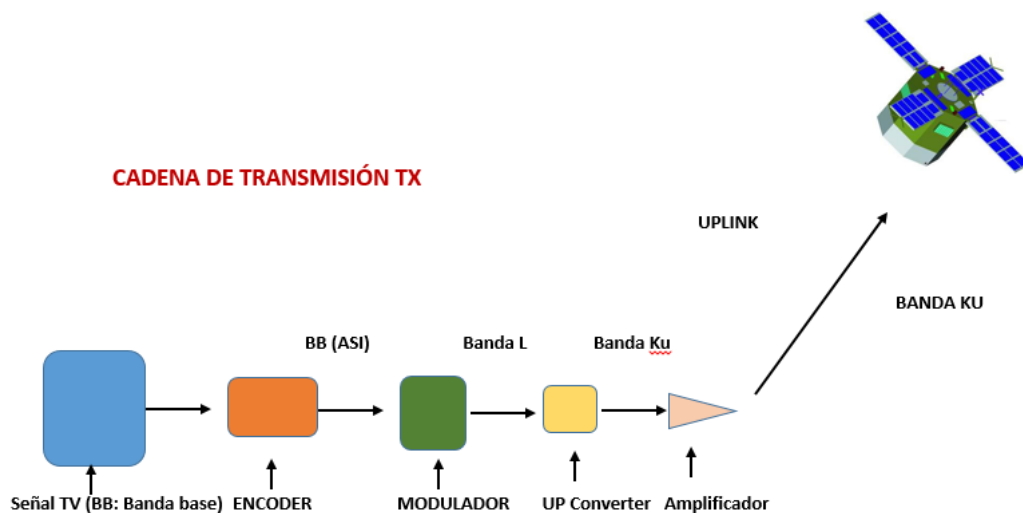 CADENA DE TRANSMISIÓN TX
UPLINK
BANDA KU
BB (ASI)
Banda L
Banda Ku
Señal TV (BB: Banda base)
ENCODER
MODULADOR
UP Converter
Amplificador